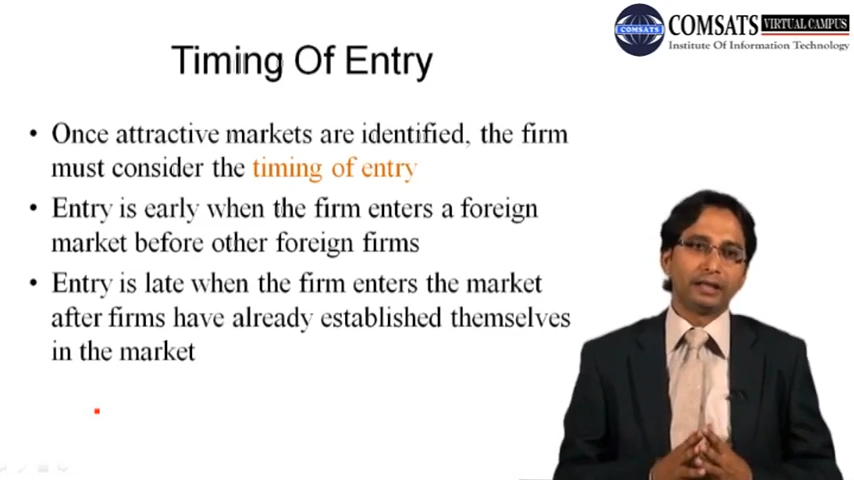 COMSATS VIRTUAL CAMPUS
COMSATS
Institute Of Information Technology
Timing Of Entry
• Once attractive markets are identified, the firm
must consider the timing of entry
• Entry is early when the firm enters a foreign
market before other foreign firms
• Entry is late when the firm enters the market
after firms have already established themselves
in the market